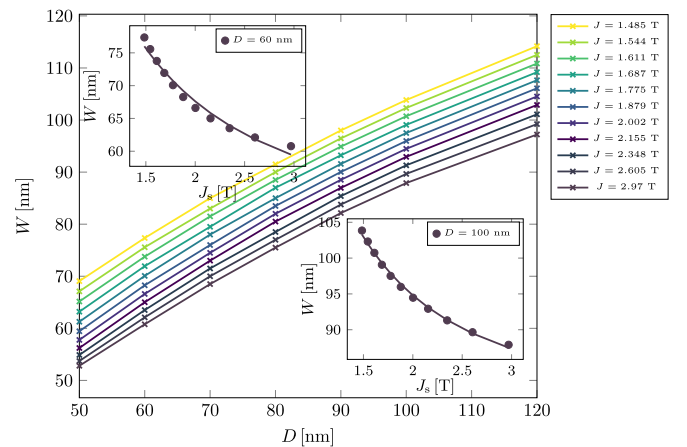 120
110
100
90
80
70
60
50
W [nm]
50 60 70 80 90 100 110 120
D [nm]
75
70
65
60
W [nm]
1.5 2 2.5 3
J_s [T]
D = 60 nm
105
100
95
90
W [nm]
1.5 2 2.5 3
J_s [T]
D = 100 nm
J = 1.485 T
J = 1.544 T
J = 1.611 T
J = 1.687 T
J = 1.775 T
J = 1.879 T
J = 2.002 T
J = 2.155 T
J = 2.348 T
J = 2.605 T
J = 2.97 T